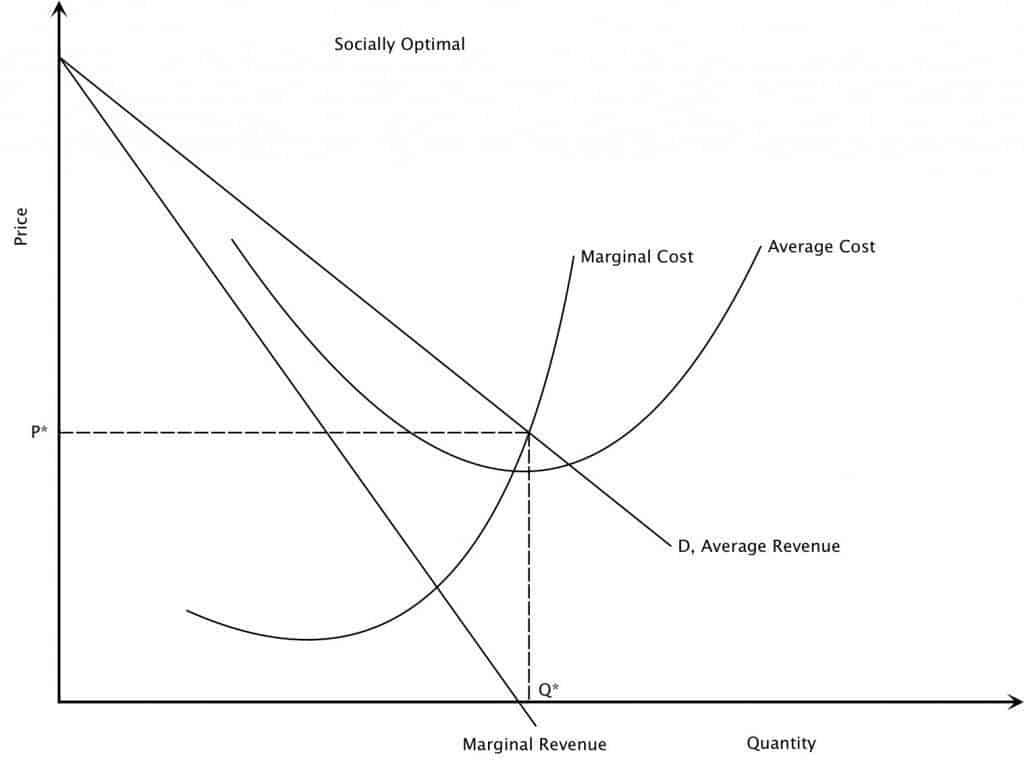 Socially Optimal
Price
Marginal Cost
Average Cost
P*
D, Average Revenue
Q*
Marginal Revenue
Quantity